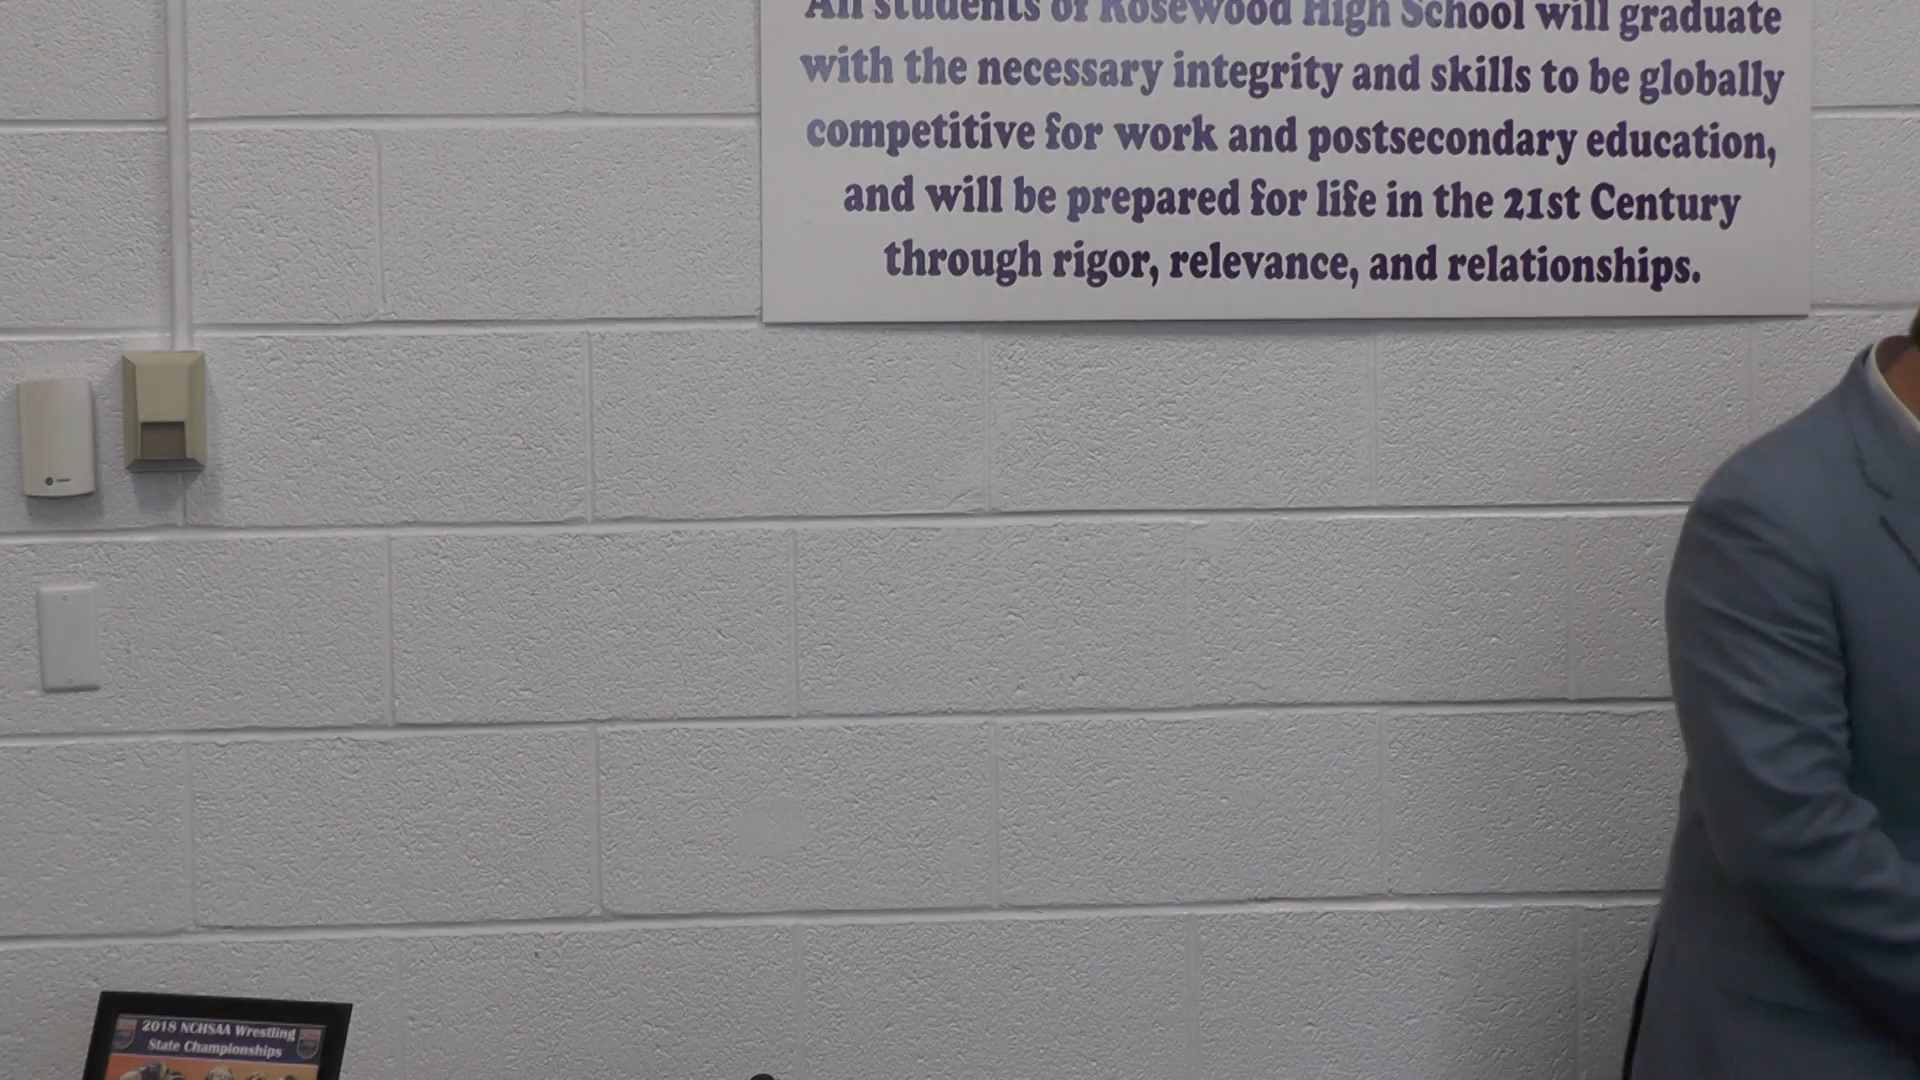 All students of Rosewood High School will graduate
with the necessary integrity and skills to be globally
competitive for work and postsecondary education,
and will be prepared for life in the 21st Century
through rigor, relevance, and relationships.
2018 NCHSAA Wrestling
State Championships